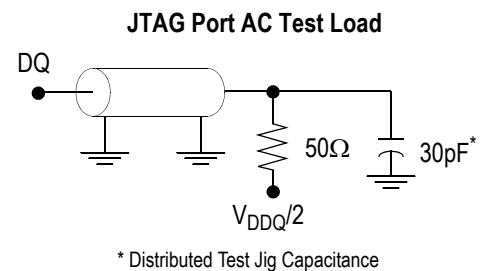 JTAG Port AC Test Load
DQ
50Ω
30pF*
VDDQ/2
* Distributed Test Jig Capacitance